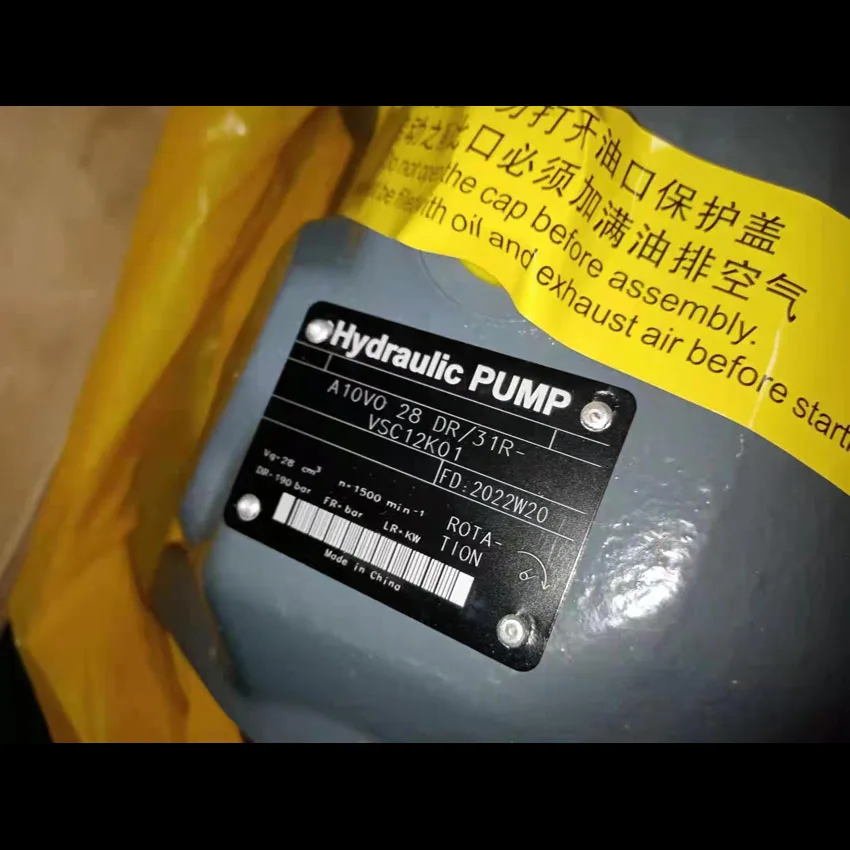 打开油口保护盖
口必须加满油排空气
the cap before assembly.
with oil and exhaust air before
Hydraulic PUMP
A10VO 28 DR/31R-
VSC12K01
FD:2022W20
Vg=28 cm³ n=1500 min⁻¹
DR=190 bar FR=bar LR=KW
ROTA-
TION
Made in China